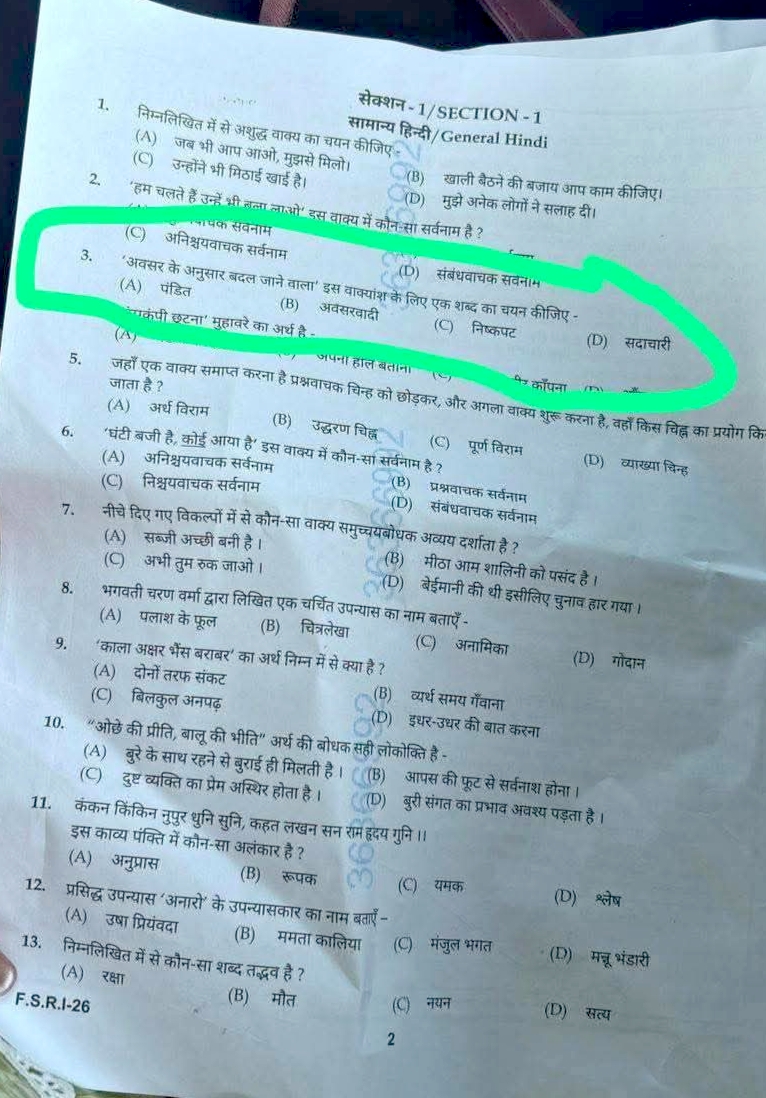 सेक्शन - 1/SECTION - 1
सामान्य हिन्दी/General Hindi
1. निम्नलिखित में से अशुद्ध वाक्य का चयन कीजिए
(A) जब भी आप आओ, मुझसे मिलो। (B) खाली बैठने की बजाय आप काम कीजिए।
(C) उन्होंने भी मिठाई खाई है। (D) मुझे अनेक लोगों ने सलाह दी।
2. 'हम चलते हैं उन्हें भी बुला लाओ' इस वाक्य में कौन-सा सर्वनाम है ?
सर्वनाम
(C) अनिश्चयवाचक सर्वनाम (D) संबंधवाचक सर्वनाम
3. 'अवसर के अनुसार बदल जाने वाला' इस वाक्यांश के लिए एक शब्द का चयन कीजिए -
(A) पंडित (B) अवसरवादी (C) निष्कपट (D) सदाचारी
छूटना' मुहावरे का अर्थ है -
(A) अपना हाल बताना काँपना (D)
5. जहाँ एक वाक्य समाप्त करना है प्रश्नवाचक चिन्ह को छोड़कर, और अगला वाक्य शुरू करना है, वहाँ किस चिह्न का प्रयोग कि
जाता है ?
(A) अर्ध विराम (B) उद्धरण चिह्न (C) पूर्ण विराम (D) व्याख्या चिन्ह
6. 'घंटी बजी है, कोई आया है' इस वाक्य में कौन-सा सर्वनाम है ?
(A) अनिश्चयवाचक सर्वनाम (B) प्रश्नवाचक सर्वनाम
(C) निश्चयवाचक सर्वनाम (D) संबंधवाचक सर्वनाम
7. नीचे दिए गए विकल्पों में से कौन-सा वाक्य समुच्चयबोधक अव्यय दर्शाता है ?
(A) सब्जी अच्छी बनी है । (B) मीठा आम शालिनी को पसंद है ।
(C) अभी तुम रुक जाओ । (D) बेईमानी की थी इसीलिए चुनाव हार गया ।
8. भगवती चरण वर्मा द्वारा लिखित एक चर्चित उपन्यास का नाम बताएँ -
(A) पलाश के फूल (B) चित्रलेखा (C) अनामिका (D) गोदान
9. 'काला अक्षर भैंस बराबर' का अर्थ निम्न में से क्या है ?
(A) दोनों तरफ संकट (B) व्यर्थ समय गँवाना
(C) बिलकुल अनपढ़ (D) इधर-उधर की बात करना
10. "ओछे की प्रीति, बालू की भीति" अर्थ की बोधक सही लोकोक्ति है -
(A) बुरे के साथ रहने से बुराई ही मिलती है । (B) आपस की फूट से सर्वनाश होना ।
(C) दुष्ट व्यक्ति का प्रेम अस्थिर होता है । (D) बुरी संगत का प्रभाव अवश्य पड़ता है ।
11. कंकन किंकिन नुपुर धुनि सुनि, कहत लखन सन राम हृदय गुनि ।।
इस काव्य पंक्ति में कौन-सा अलंकार है ?
(A) अनुप्रास (B) रूपक (C) यमक (D) श्लेष
12. प्रसिद्ध उपन्यास 'अनारो' के उपन्यासकार का नाम बताएँ -
(A) उषा प्रियंवदा (B) ममता कालिया (C) मंजुल भगत (D) मन्नू भंडारी
13. निम्नलिखित में से कौन-सा शब्द तद्भव है ?
(A) रक्षा (B) मौत (C) नयन (D) सत्य
F.S.R.I-26
2